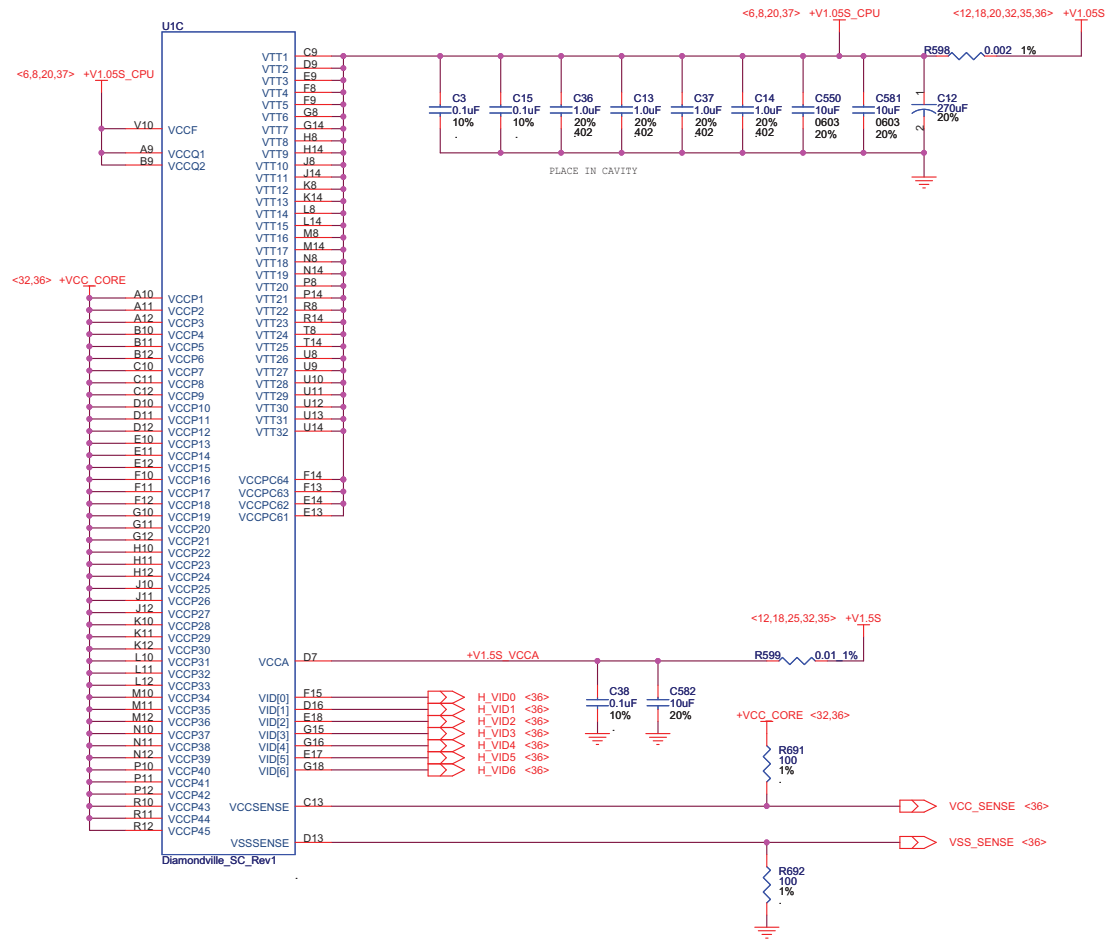 U1C
<6,8,20,37> +V1.05S_CPU
<12,18,20,32,35,36> +V1.05S
R598 0.002 1%
<6,8,20,37> +V1.05S_CPU
V10 VCCF
A9 VCCQ1
B9 VCCQ2
C9 VTT1
D9 VTT2
E9 VTT3
F8 VTT4
F9 VTT5
G8 VTT6
G14 VTT7
H8 VTT8
H14 VTT9
J8 VTT10
J14 VTT11
K8 VTT12
K14 VTT13
L8 VTT14
L14 VTT15
M8 VTT16
M14 VTT17
N8 VTT18
N14 VTT19
P8 VTT20
P14 VTT21
R8 VTT22
R14 VTT23
T8 VTT24
T14 VTT25
U8 VTT26
U9 VTT27
U10 VTT28
U11 VTT29
U12 VTT30
U13 VTT31
U14 VTT32
F14 VCCPC64
F13 VCCPC63
E14 VCCPC62
E13 VCCPC61
C3
0.1uF
10%
.
C15
0.1uF
10%
.
C36
1.0uF
20%
402
C13
1.0uF
20%
402
C37
1.0uF
20%
402
C14
1.0uF
20%
402
C550
10uF
0603
20%
C581
10uF
0603
20%
1
C12
270uF
20%
2
PLACE IN CAVITY
<32,36> +VCC_CORE
A10 VCCP1
A11 VCCP2
A12 VCCP3
B10 VCCP4
B11 VCCP5
B12 VCCP6
C10 VCCP7
C11 VCCP8
C12 VCCP9
D10 VCCP10
D11 VCCP11
D12 VCCP12
E10 VCCP13
E11 VCCP14
E12 VCCP15
F10 VCCP16
F11 VCCP17
F12 VCCP18
G10 VCCP19
G11 VCCP20
G12 VCCP21
H10 VCCP22
H11 VCCP23
H12 VCCP24
J10 VCCP25
J11 VCCP26
J12 VCCP27
K10 VCCP28
K11 VCCP29
K12 VCCP30
L10 VCCP31
L11 VCCP32
L12 VCCP33
M10 VCCP34
M11 VCCP35
M12 VCCP36
N10 VCCP37
N11 VCCP38
N12 VCCP39
P10 VCCP40
P11 VCCP41
P12 VCCP42
R10 VCCP43
R11 VCCP44
R12 VCCP45
<12,18,25,32,35> +V1.5S
VCCA D7 +V1.5S_VCCA
R599 0.01_1%
C38
0.1uF
10%
.
C582
10uF
20%
VID[0] F15 H_VID0 <36>
VID[1] D16 H_VID1 <36>
VID[2] E18 H_VID2 <36>
VID[3] G15 H_VID3 <36>
VID[4] G16 H_VID4 <36>
VID[5] E17 H_VID5 <36>
VID[6] G18 H_VID6 <36>
+VCC_CORE <32,36>
R691
100
1%
.
VCCSENSE C13 VCC_SENSE <36>
VSSSENSE D13 VSS_SENSE <36>
R692
100
1%
.
Diamondville_SC_Rev1
.